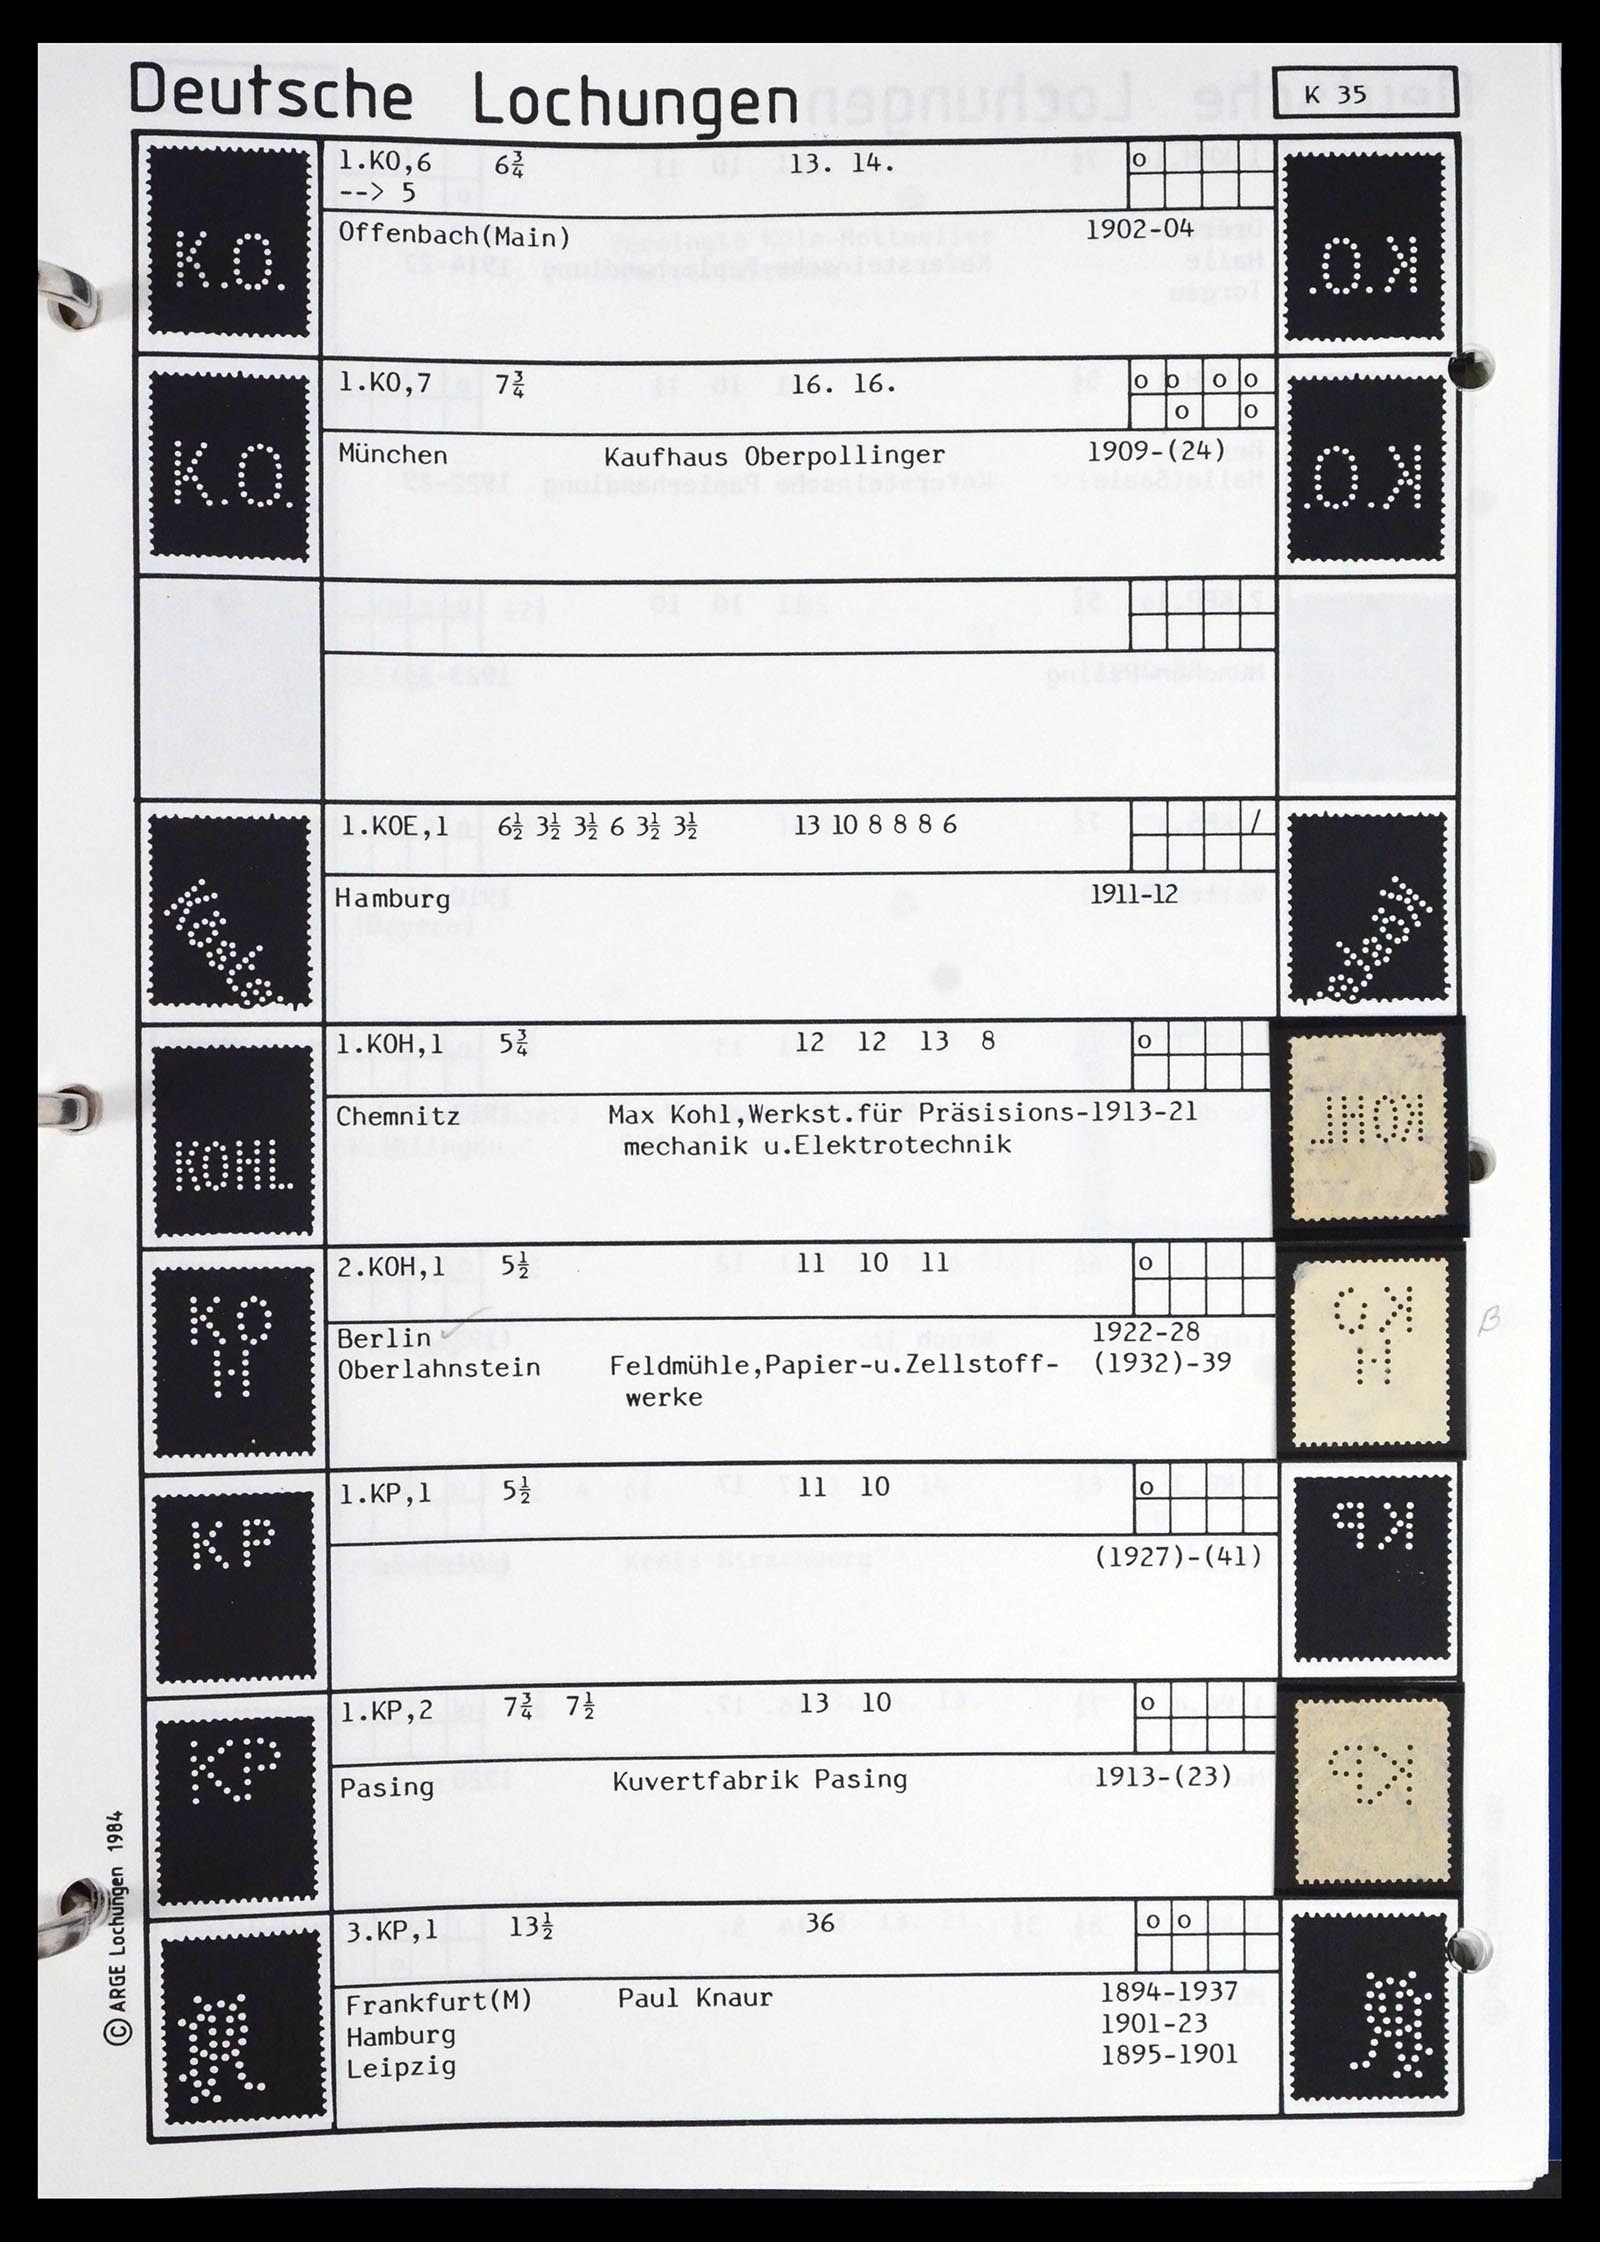 Deutsche Lochungen
K 35
K.O.
1.KO,6 6¾ 13. 14.
--> 5
Offenbach(Main) 1902-04
K.O.
1.KO,7 7¾ 16. 16.
München Kaufhaus Oberpollinger 1909-(24)
1.KOE,1 6½ 3½ 3½ 6 3½ 3½ 13 10 8 8 8 6
Hamburg 1911-12
KOHL.
1.KOH,1 5¾ 12 12 13 8
Chemnitz Max Kohl,Werkst.für Präsisions-1913-21
mechanik u.Elektrotechnik
K O
H
2.KOH,1 5½ 11 10 11
Berlin 1922-28
Oberlahnstein Feldmühle,Papier-u.Zellstoff- (1932)-39
werke
β
K P
1.KP,1 5½ 11 10
(1927)-(41)
KP
1.KP,2 7¾ 7½ 13 10
Pasing Kuvertfabrik Pasing 1913-(23)
3.KP,1 13½ 36
Frankfurt(M) Paul Knaur 1894-1937
Hamburg 1901-23
Leipzig 1895-1901
© ARGE Lochungen 1984